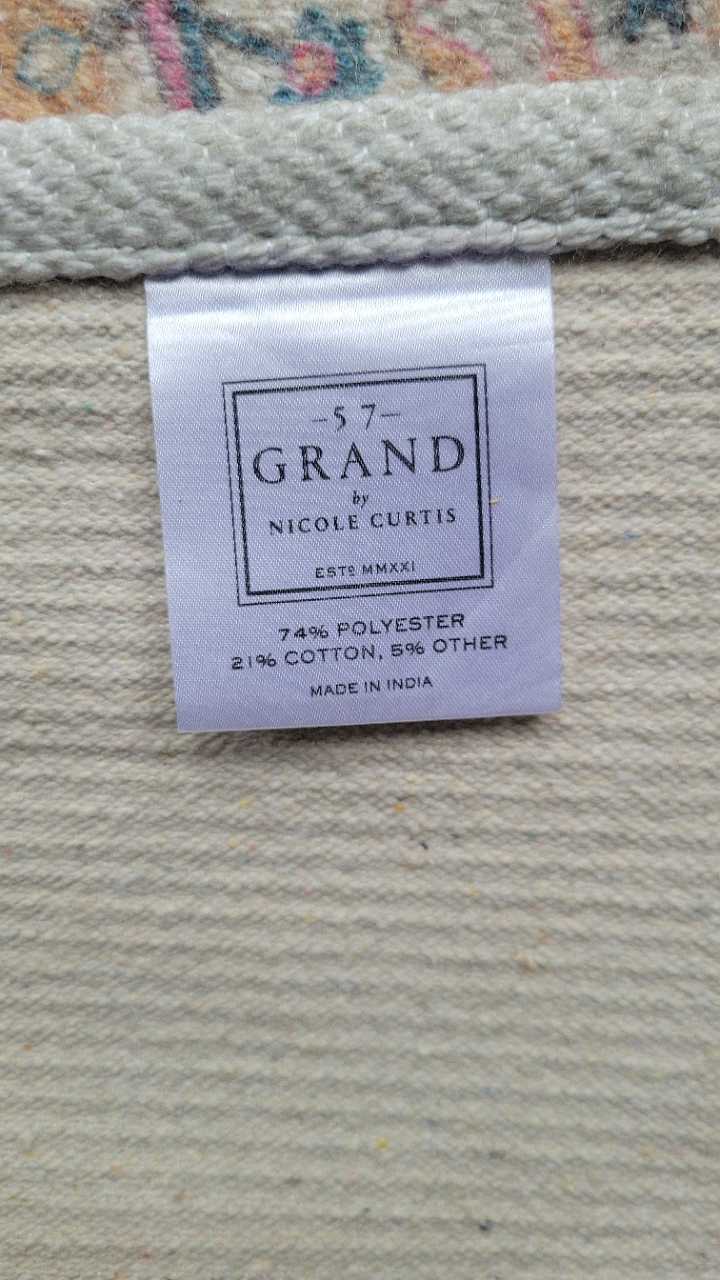 –57–
GRAND
by
NICOLE CURTIS
ESTº MMXXI
74% POLYESTER
21% COTTON, 5% OTHER
MADE IN INDIA